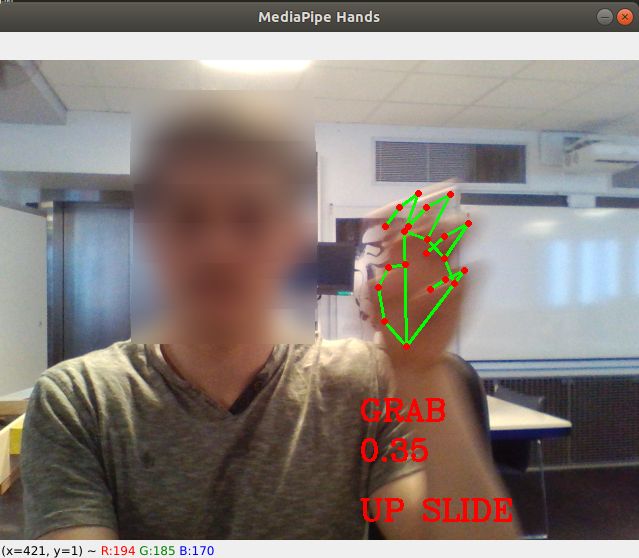 MediaPipe Hands
GRAB
0.35
UP SLIDE
(x=421, y=1) ~ R:194 G:185 B:170